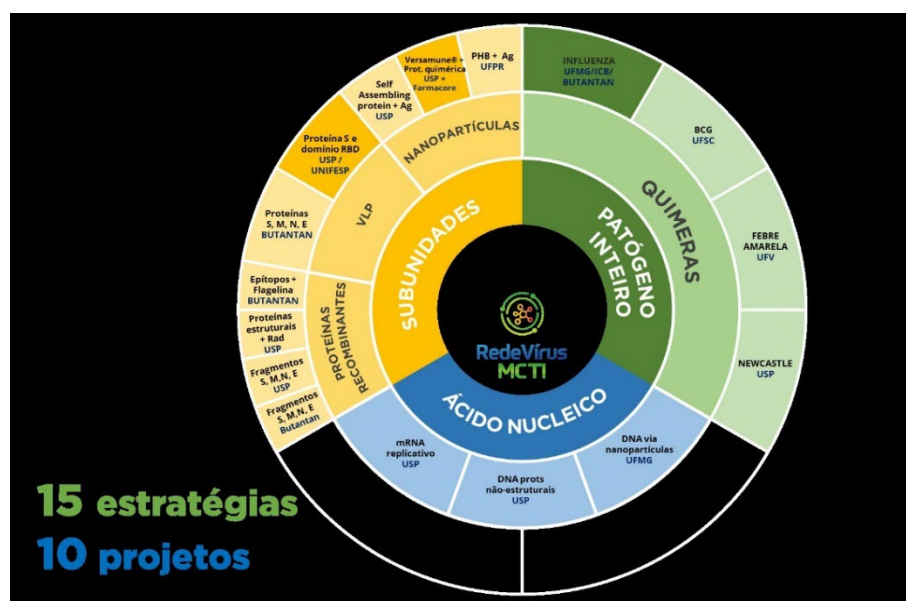 PHB + Ag
UFPR
Versamune® +
Prot. quimérica
USP +
Farmacore
Self
Assembling
protein + Ag
USP
Proteína S e
domínio RBD
USP /
UNIFESP
Proteínas
S, M, N, E
BUTANTAN
Epítopos +
Flagelina
BUTANTAN
Proteínas
estruturais
+ Rad
USP
Fragmentos
S, M,N, E
USP
Fragmentos
S, M,N, E
Butantan
NANOPARTÍCULAS
VLP
PROTEÍNAS
RECOMBINANTES
SUBUNIDADES
INFLUENZA
UFMG/ICB/
BUTANTAN
BCG
UFSC
FEBRE
AMARELA
UFV
NEWCASTLE
USP
QUIMERAS
PATÓGENO
INTEIRO
RedeVírus
MCTI
ÁCIDO NUCLEICO
mRNA
replicativo
USP
DNA prots
não-estruturais
USP
DNA via
nanopartículas
UFMG
15 estratégias
10 projetos